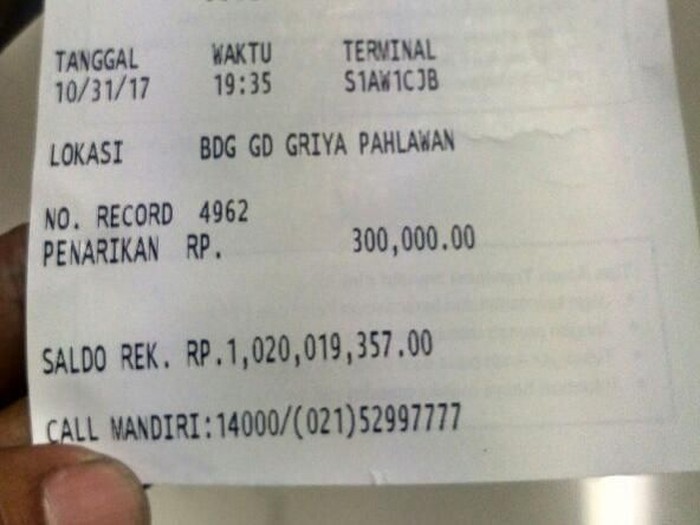 TANGGAL WAKTU TERMINAL
10/31/17 19:35 S1AW1CJB
LOKASI BDG GD GRIYA PAHLAWAN
NO. RECORD 4962
PENARIKAN RP. 300,000.00
SALDO REK. RP.1,020,019,357.00
CALL MANDIRI:14000/(021)52997777